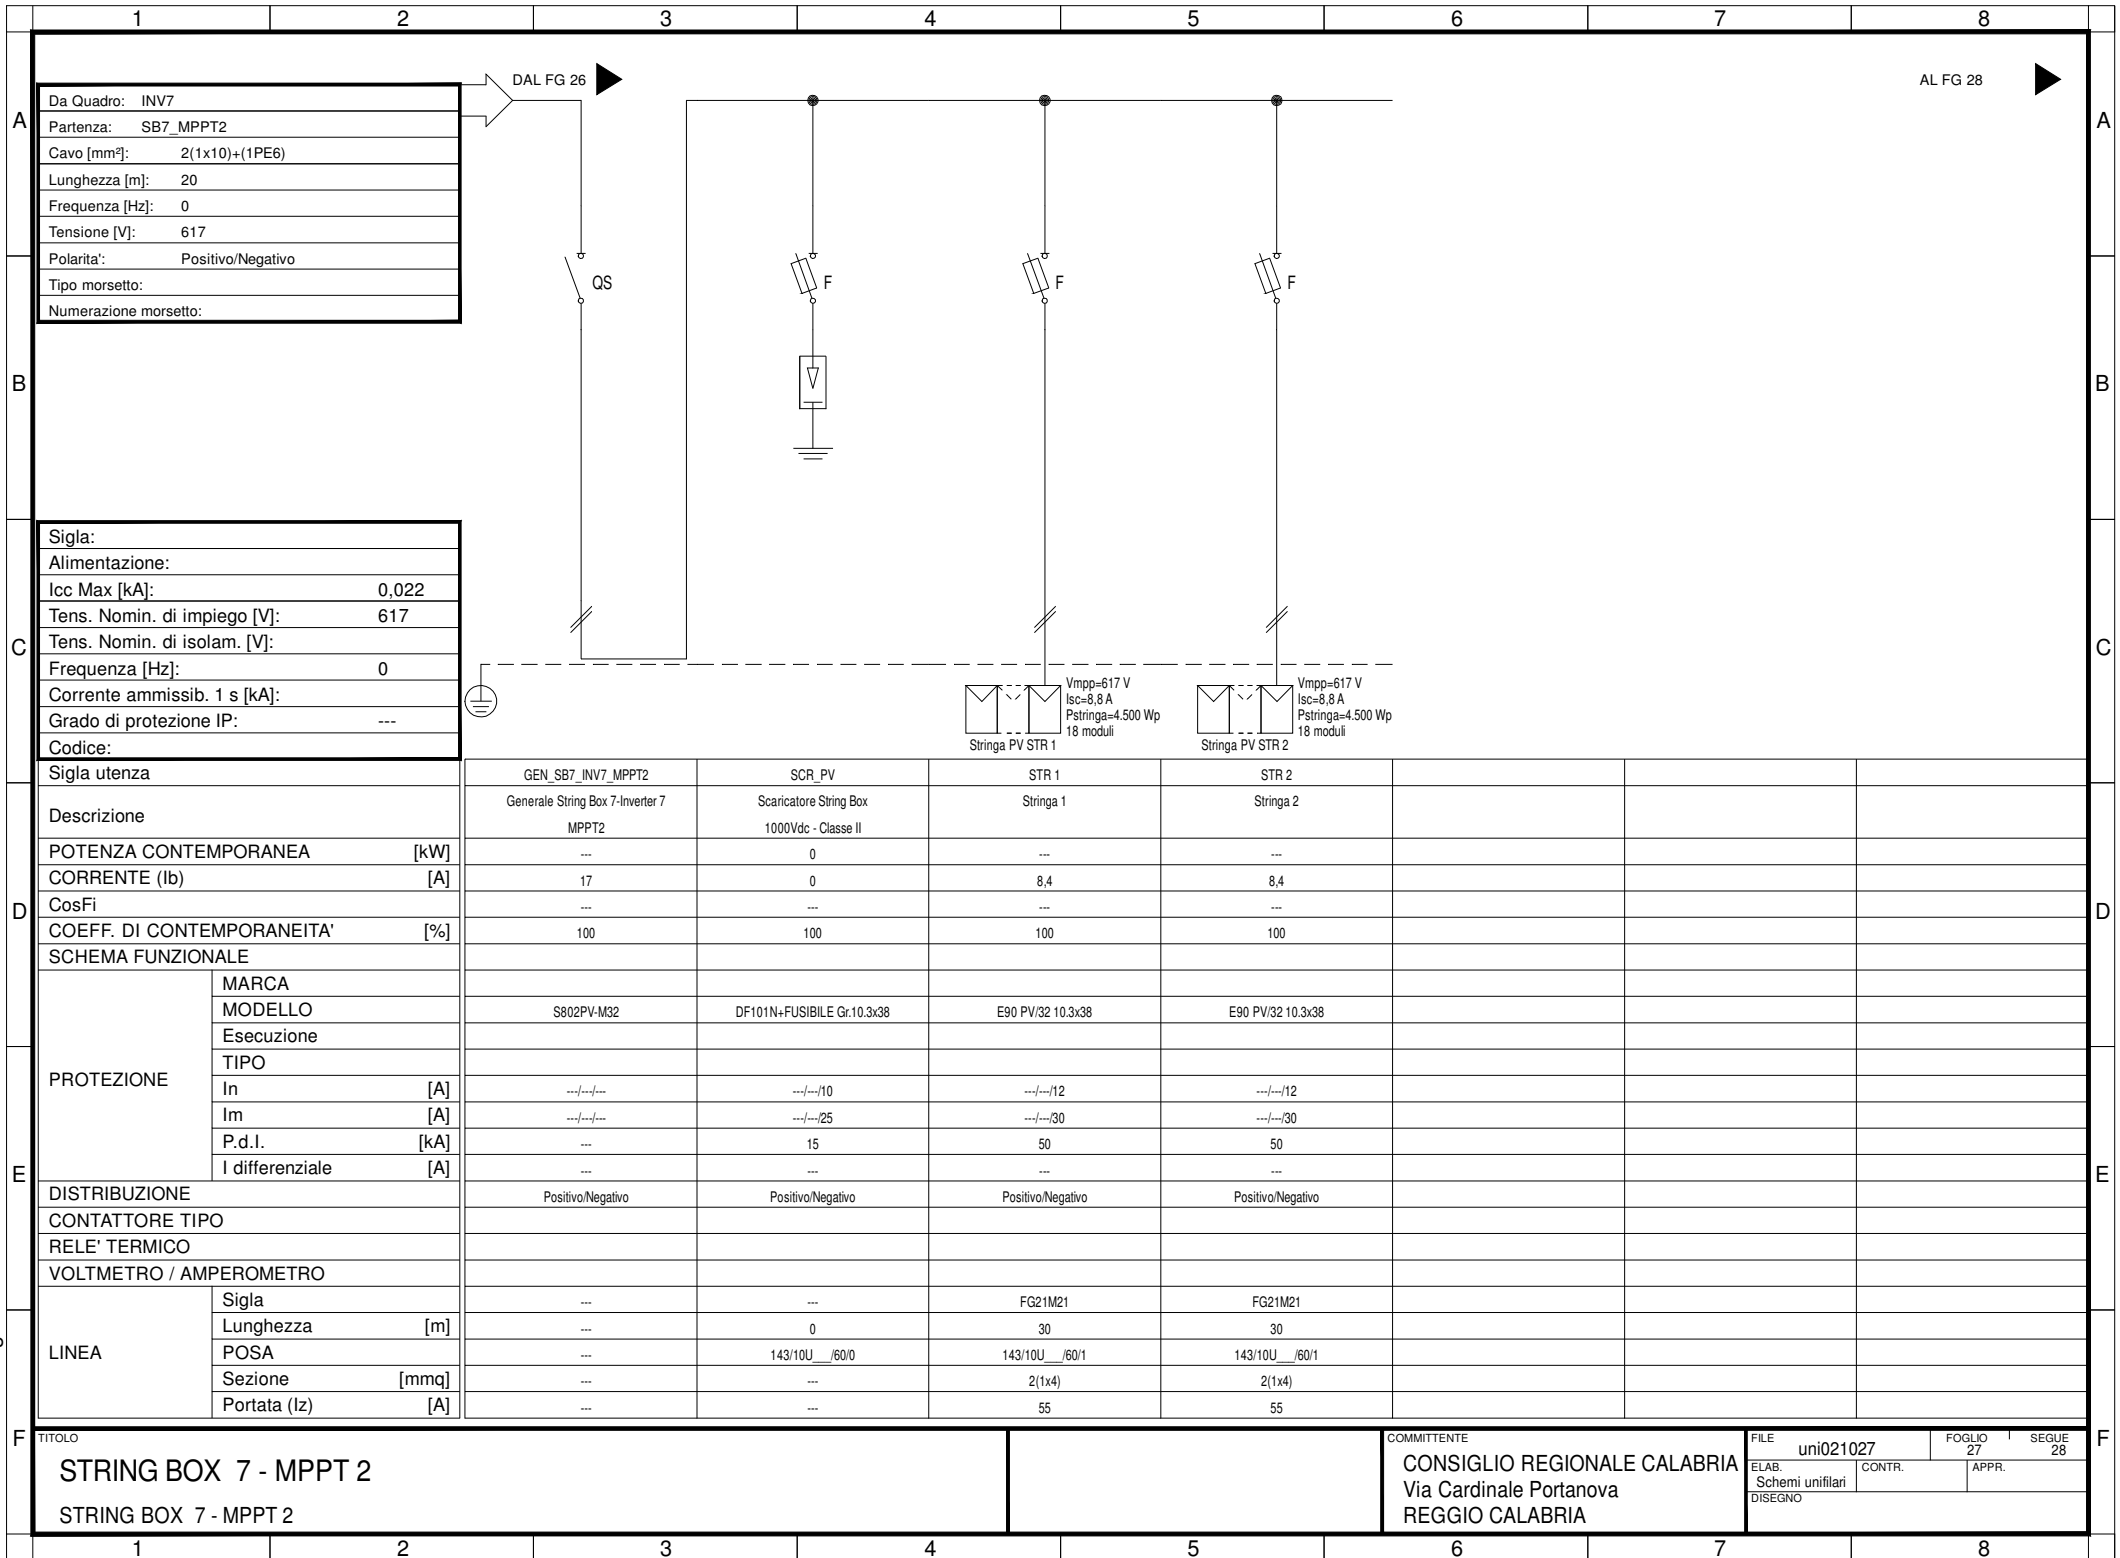 1 2 3 4 5 6 7 8
DAL FG 26
AL FG 28
A A
Da Quadro: INV7
Partenza: SB7_MPPT2
Cavo [mm²]: 2(1x10)+(1PE6)
Lunghezza [m]: 20
Frequenza [Hz]: 0
Tensione [V]: 617
Polarita': Positivo/Negativo
Tipo morsetto:
Numerazione morsetto:
QS F F F
B B
Sigla:
Alimentazione:
Icc Max [kA]: 0,022
Tens. Nomin. di impiego [V]: 617
Tens. Nomin. di isolam. [V]:
Frequenza [Hz]: 0
Corrente ammissib. 1 s [kA]:
Grado di protezione IP: ---
Codice:
C C
Vmpp=617 V
Isc=8,8 A
Pstringa=4.500 Wp
18 moduli
Stringa PV STR 1
Vmpp=617 V
Isc=8,8 A
Pstringa=4.500 Wp
18 moduli
Stringa PV STR 2
Sigla utenza GEN_SB7_INV7_MPPT2 SCR_PV STR 1 STR 2
Descrizione
Generale String Box 7-Inverter 7 Scaricatore String Box Stringa 1 Stringa 2
MPPT2 1000Vdc - Classe II
POTENZA CONTEMPORANEA [kW] --- 0 --- ---
CORRENTE (Ib) [A] 17 0 8,4 8,4
D D
CosFi --- --- --- ---
COEFF. DI CONTEMPORANEITA' [%] 100 100 100 100
SCHEMA FUNZIONALE
PROTEZIONE
MARCA
MODELLO S802PV-M32 DF101N+FUSIBILE Gr.10.3x38 E90 PV/32 10.3x38 E90 PV/32 10.3x38
Esecuzione
TIPO
In [A] ---/---/--- ---/---/10 ---/---/12 ---/---/12
Im [A] ---/---/--- ---/---/25 ---/---/30 ---/---/30
P.d.I. [kA] --- 15 50 50
I differenziale [A] --- --- --- ---
E E
DISTRIBUZIONE Positivo/Negativo Positivo/Negativo Positivo/Negativo Positivo/Negativo
CONTATTORE TIPO
RELE' TERMICO
VOLTMETRO / AMPEROMETRO
LINEA
Sigla --- --- FG21M21 FG21M21
Lunghezza [m] --- 0 30 30
POSA --- 143/10U___/60/0 143/10U___/60/1 143/10U___/60/1
Sezione [mmq] --- --- 2(1x4) 2(1x4)
Portata (Iz) [A] --- --- 55 55
F F
TITOLO
STRING BOX 7 - MPPT 2
STRING BOX 7 - MPPT 2
COMMITTENTE
CONSIGLIO REGIONALE CALABRIA
Via Cardinale Portanova
REGGIO CALABRIA
FILE uni021027
FOGLIO 27
SEGUE 28
ELAB. Schemi unifilari
CONTR.
APPR.
DISEGNO
1 2 3 4 5 6 7 8